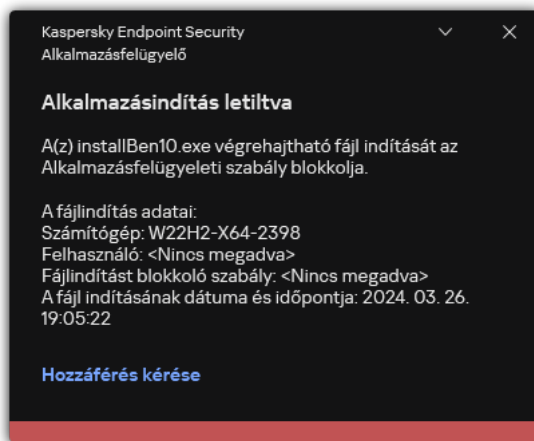 Kaspersky Endpoint Security
Alkalmazásfelügyelő
Alkalmazásindítás letiltva
A(z) installBen10.exe végrehajtható fájl indítását az
Alkalmazásfelügyeleti szabály blokkolja.
A fájlindítás adatai:
Számítógép: W22H2-X64-2398
Felhasználó: <Nincs megadva>
Fájlindítást blokkoló szabály: <Nincs megadva>
A fájl indításának dátuma és időpontja: 2024. 03. 26.
19:05:22
Hozzáférés kérése